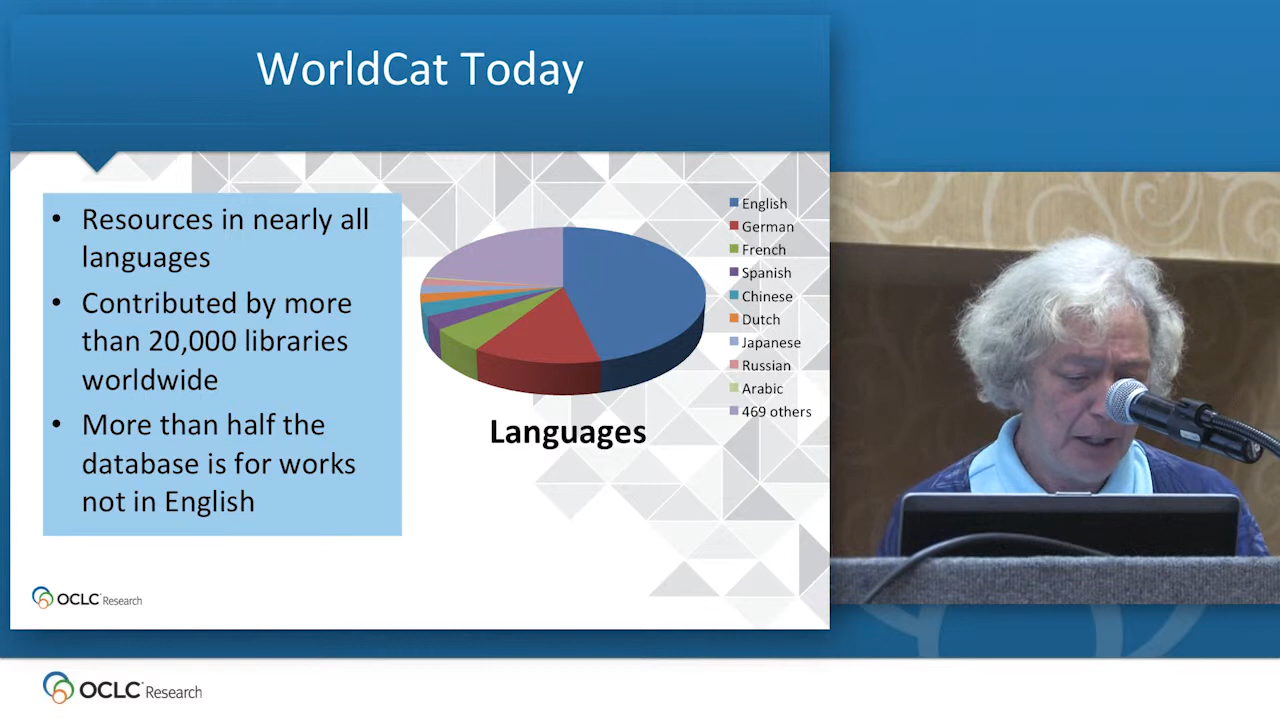 WorldCat Today
• Resources in nearly all
languages
• Contributed by more
than 20,000 libraries
worldwide
• More than half the
database is for works
not in English
English
German
French
Spanish
Chinese
Dutch
Japanese
Russian
Arabic
469 others
Languages
OCLC Research
OCLC Research